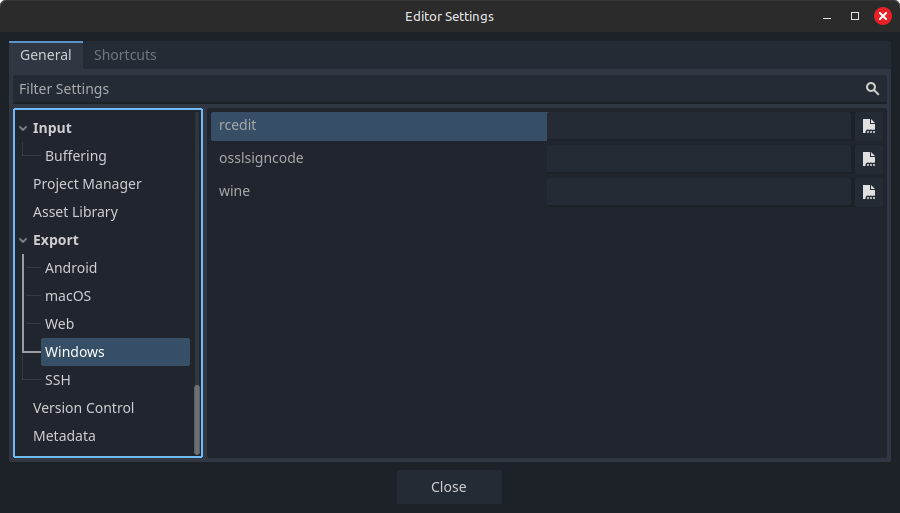 Editor Settings
General
Shortcuts
Filter Settings
Input
Buffering
Project Manager
Asset Library
Export
Android
macOS
Web
Windows
SSH
Version Control
Metadata
rcedit
osslsigncode
wine
Close